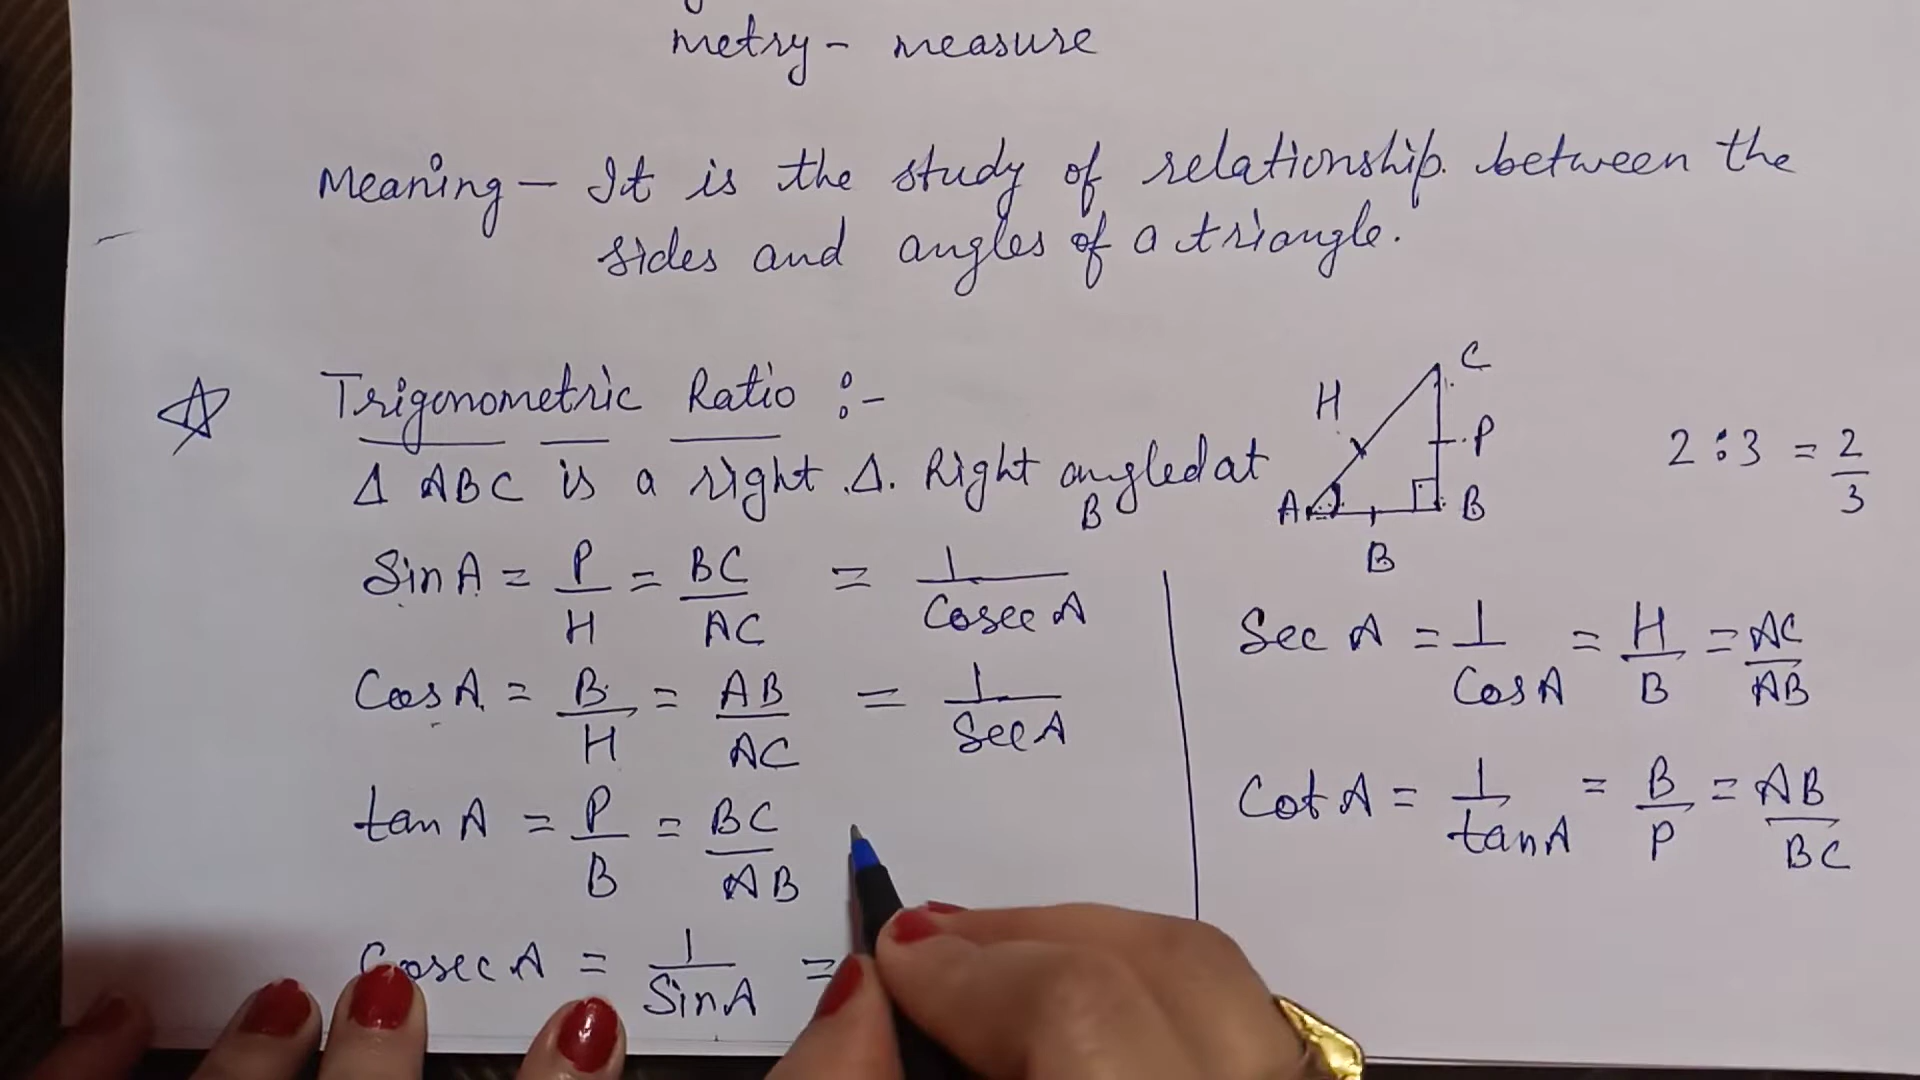 metry - measure
Meaning - It is the study of relationship between the
sides and angles of a triangle.
Trigonometric Ratio :-
Δ ABC is a right Δ. Right angled at
B
C
H
P
A
B
B
2:3 = 2/3
Sin A = P/H = BC/AC = 1/Cosec A
Cos A = B/H = AB/AC = 1/Sec A
tan A = P/B = BC/AB
Cosec A = 1/Sin A =
Sec A = 1/Cos A = H/B = AC/AB
Cot A = 1/tan A = B/P = AB/BC